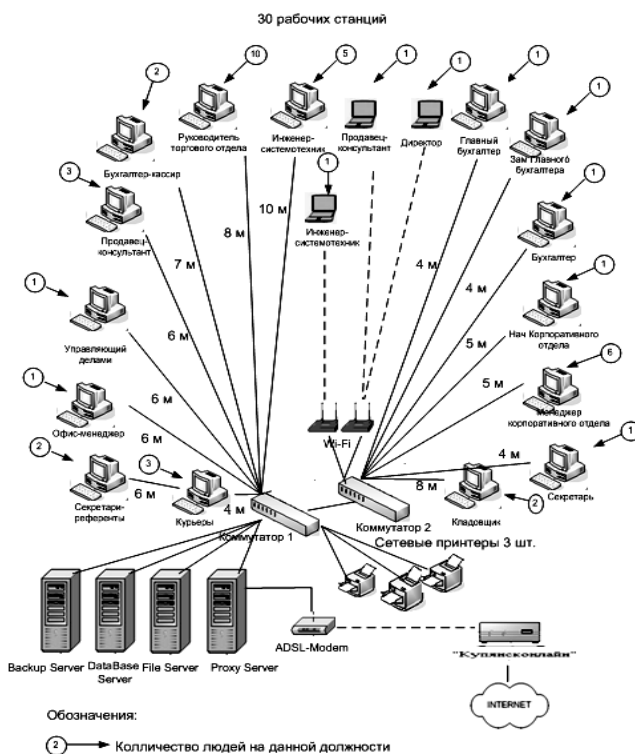 30 рабочих станций
2
10
5
1
1
1
1
Бухгалтер-кассир
Руководитель
торгового отдела
Инженер-
системотехник
Продавец-
консультант
Директор
Главный
бухгалтер
Зам Главного
бухгалтера
3
Продавец-
консультант
1
Инженер-
системотехник
1
Бухгалтер
8 м
10 м
7 м
4 м
4 м
1
Управляющий
делами
6 м
5 м
1
Нач Корпоративного
отдела
1
Офис-менеджер
6 м
5 м
6
Менеджер
корпоративного отдела
2
Секретари-
референты
6 м
6 м
3
Курьеры
4 м
Wi-Fi
4 м
1
Секретарь
8 м
2
Кладовщик
Коммутатор 1
Коммутатор 2
Сетевые принтеры 3 шт.
Backup Server
DataBase
Server
File Server
Proxy Server
ADSL-Modem
"Купянсконлайн"
INTERNET
Обозначения:
2
Колличество людей на данной должности